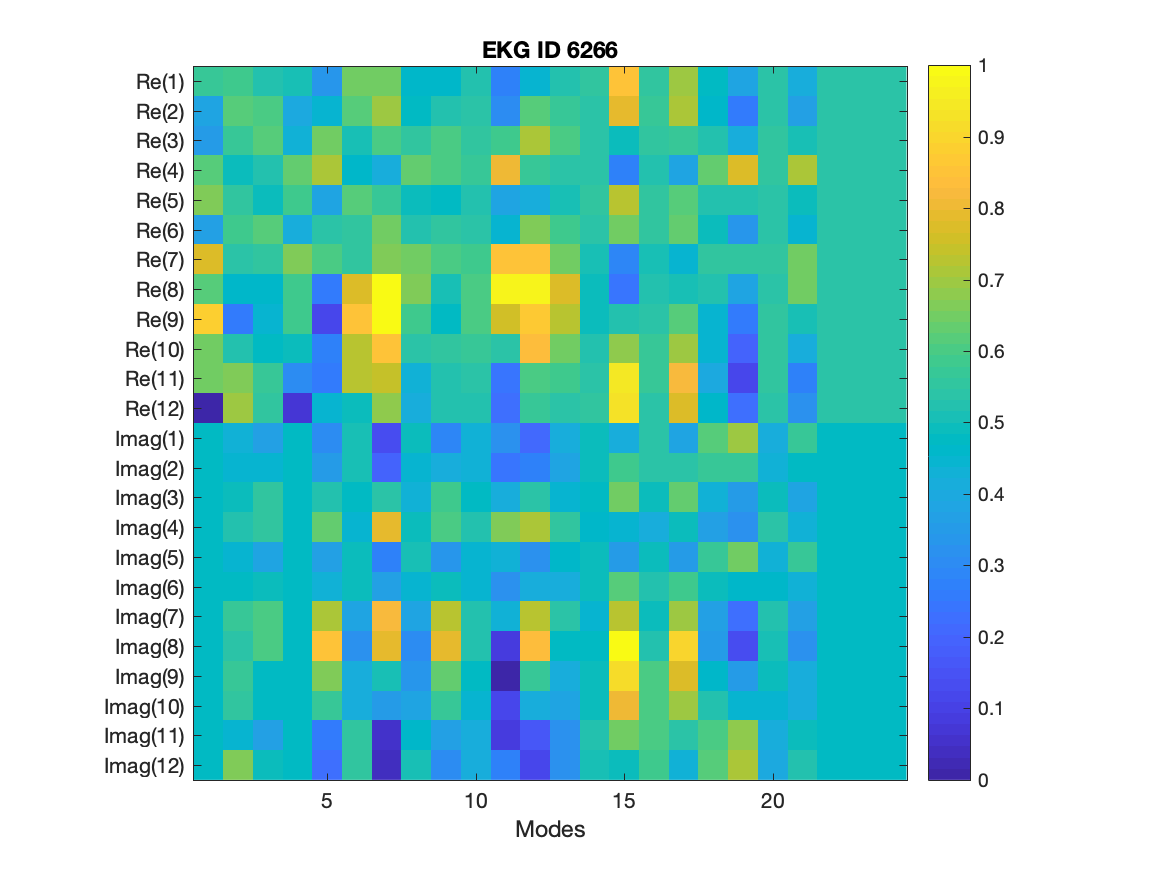 EKG ID 6266
Re(1)
Re(2)
Re(3)
Re(4)
Re(5)
Re(6)
Re(7)
Re(8)
Re(9)
Re(10)
Re(11)
Re(12)
Imag(1)
Imag(2)
Imag(3)
Imag(4)
Imag(5)
Imag(6)
Imag(7)
Imag(8)
Imag(9)
Imag(10)
Imag(11)
Imag(12)
5 10 15 20
Modes
1
0.9
0.8
0.7
0.6
0.5
0.4
0.3
0.2
0.1
0